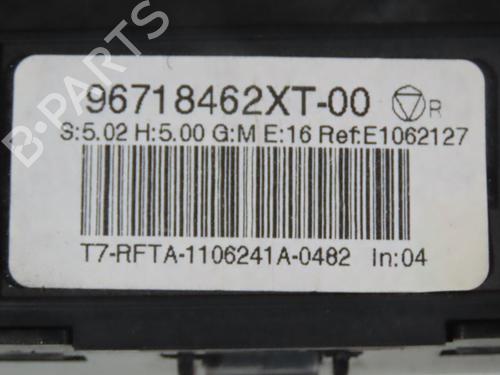 96718462XT-00 R
S:5.02 H:5.00 G:M E:16 Ref:E1062127
T7-RFTA-1106241A-0482 In:04
B-PARTS